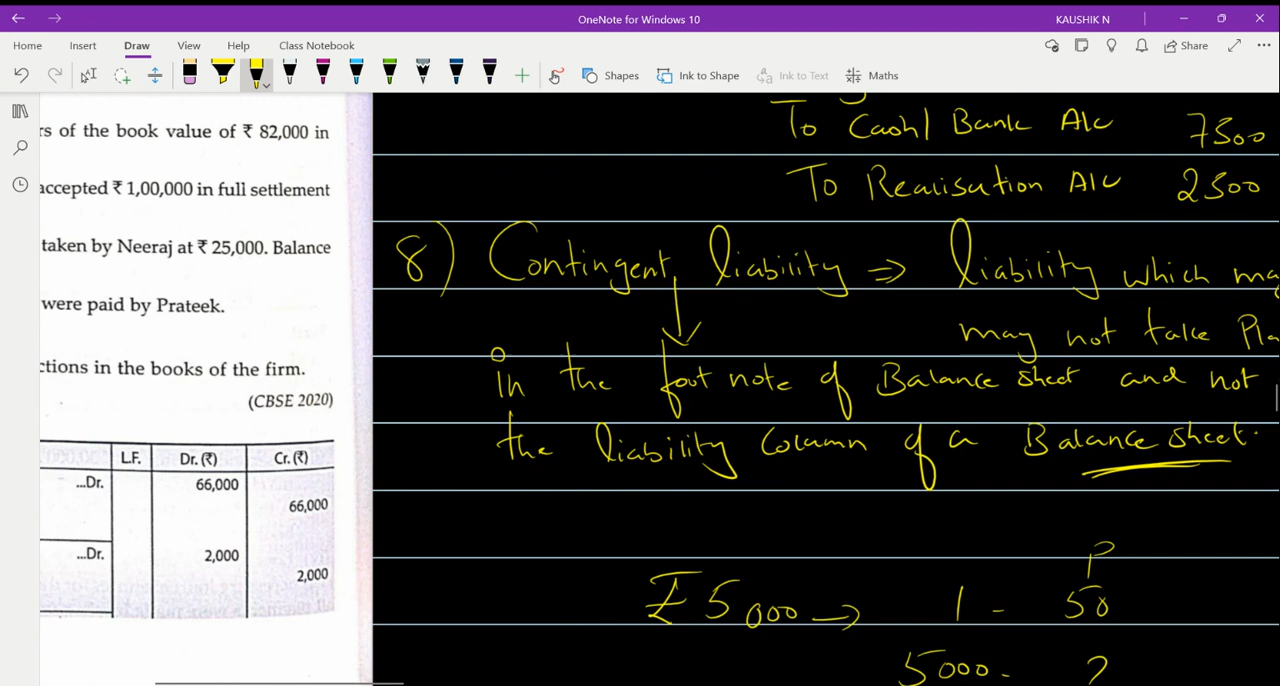 OneNote for Windows 10
KAUSHIK N
Home Insert Draw View Help Class Notebook
Share
Shapes Ink to Shape Ink to Text Maths
rs of the book value of ₹ 82,000 in
accepted ₹ 1,00,000 in full settlement
taken by Neeraj at ₹ 25,000. Balance
were paid by Prateek.
ctions in the books of the firm.
(CBSE 2020)
L.F. Dr. (₹) Cr. (₹)
...Dr. 66,000
66,000
...Dr. 2,000
2,000
To Cash/ Bank A/c 7500
To Realisation A/c 2500
8) Contingent liability ⇒ liability which ma
may not take Pla
In the foot note of Balance sheet and not
the liability Column of a Balance sheet.
₹ 5000 → 1 - 50
P
5000 - ?